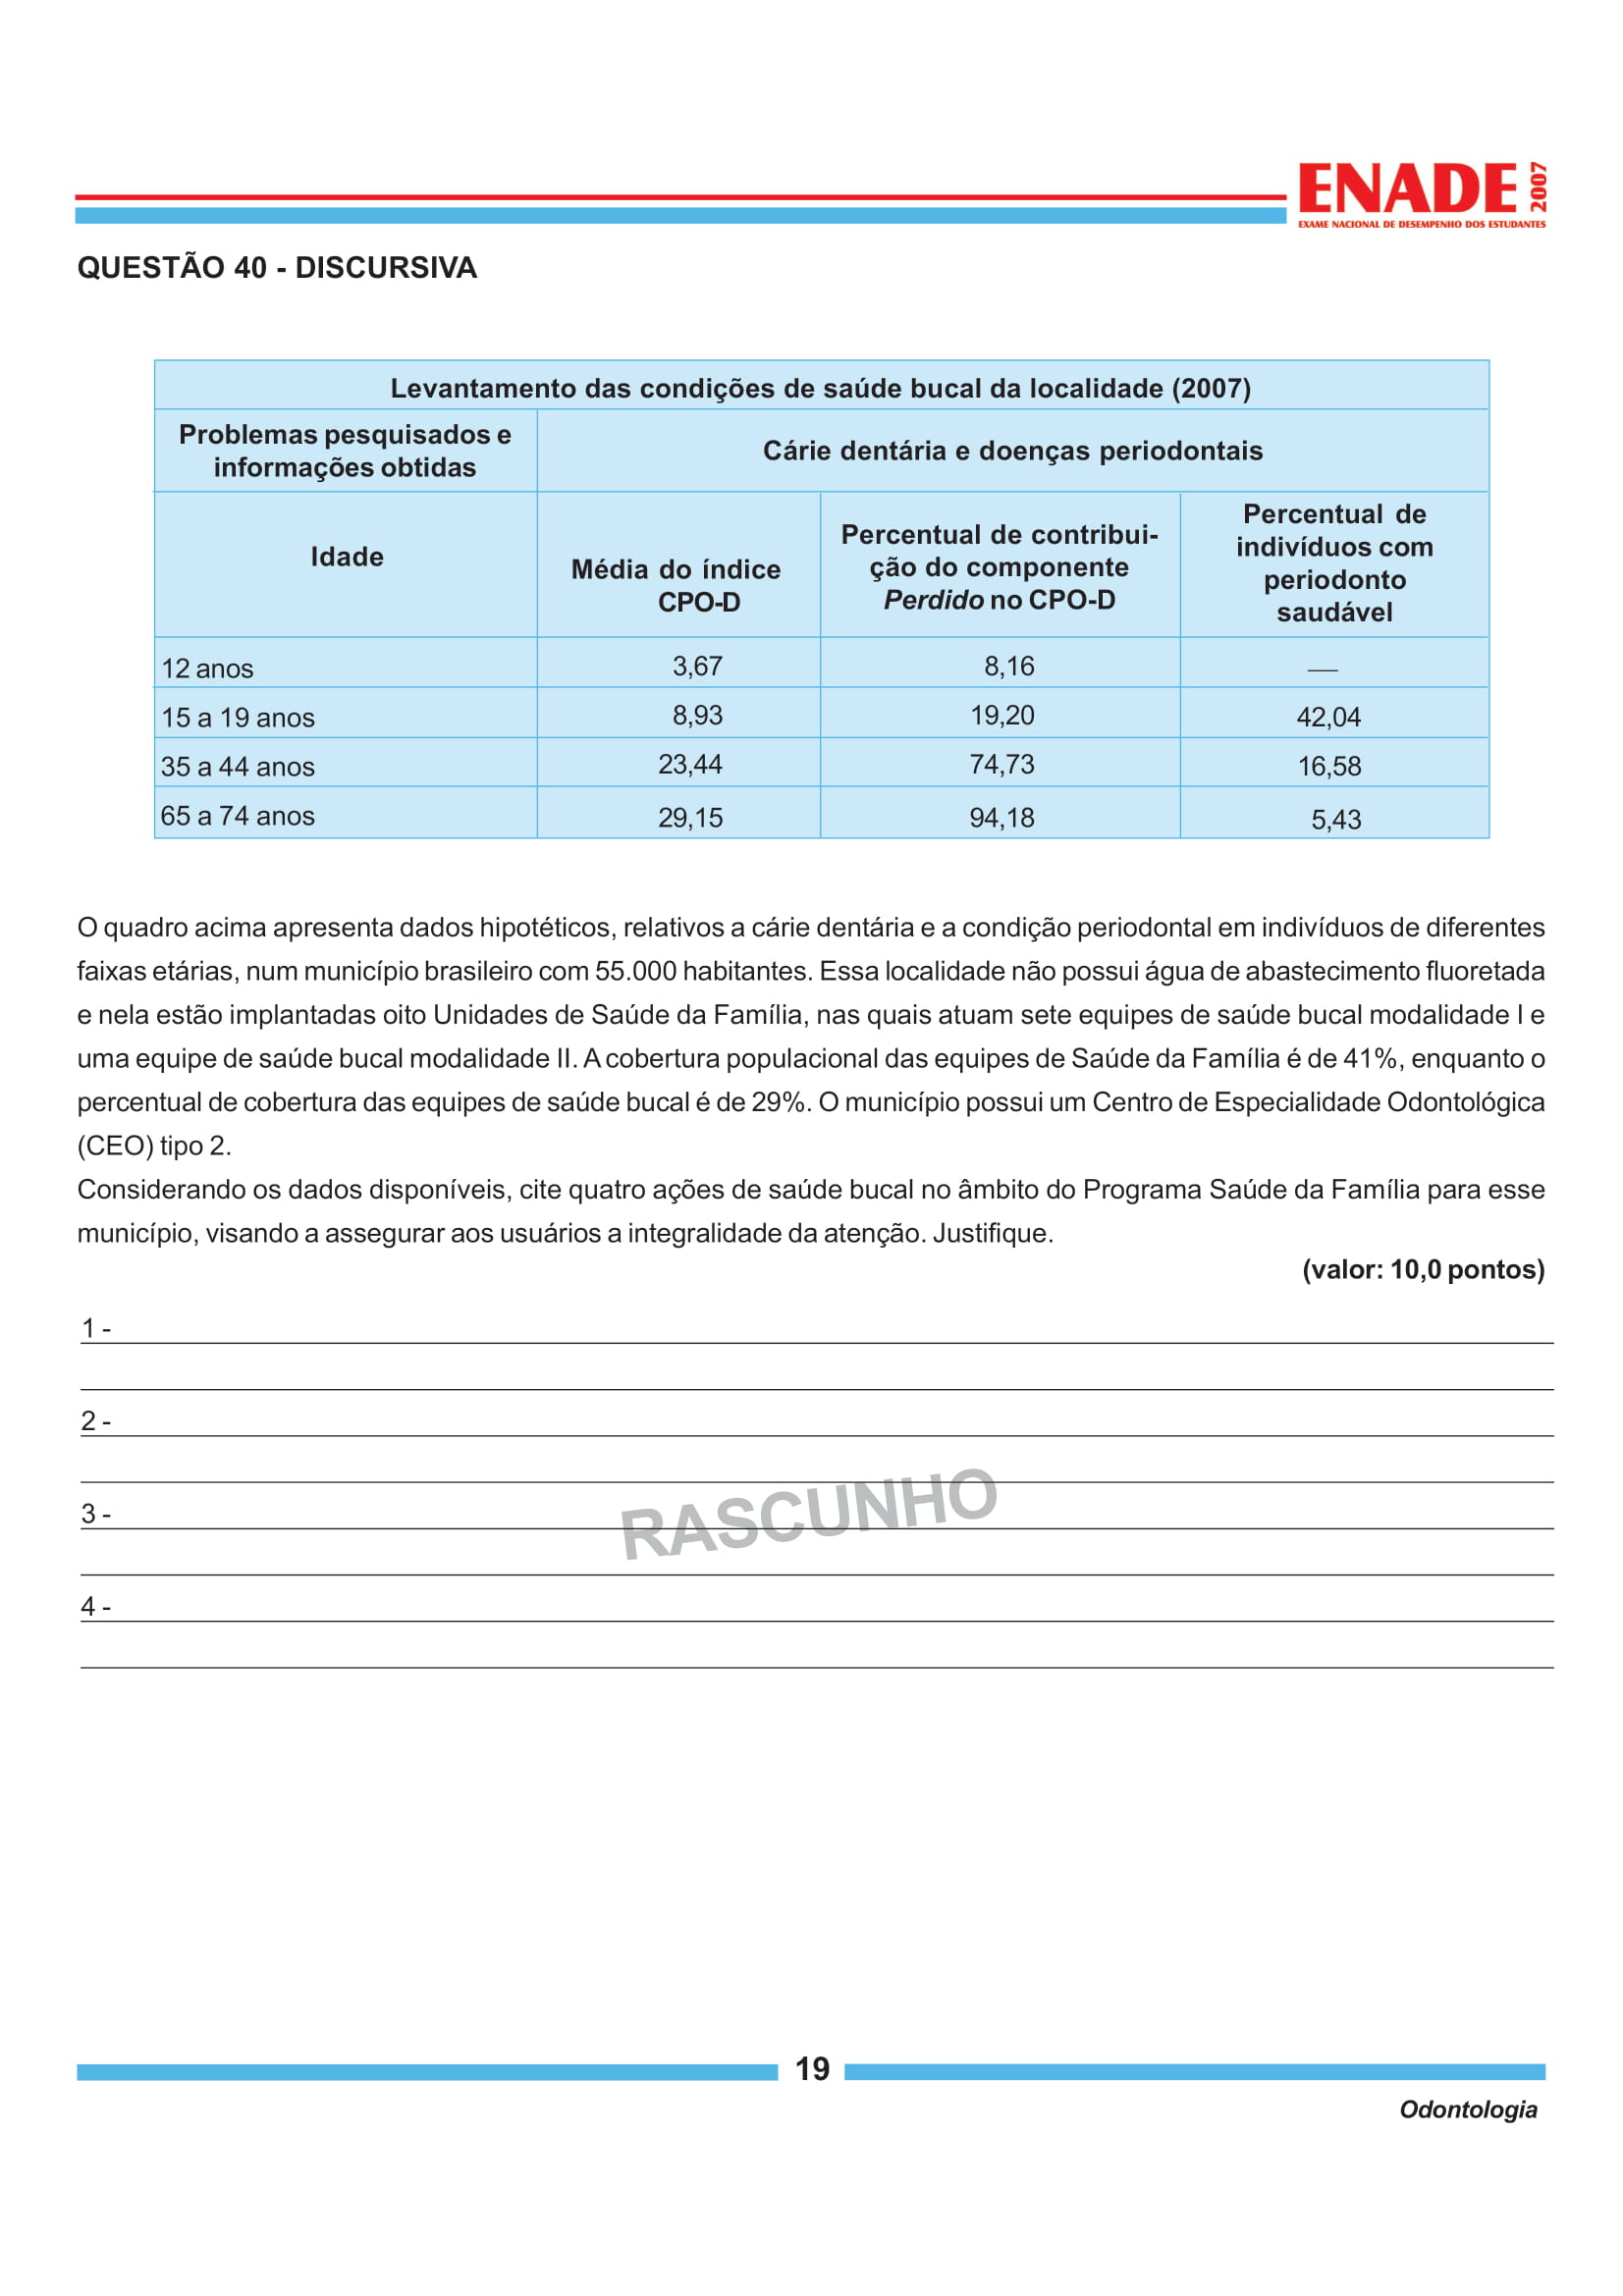 ENADE 2007
EXAME NACIONAL DE DESEMPENHO DOS ESTUDANTES
QUESTÃO 40 - DISCURSIVA
Levantamento das condições de saúde bucal da localidade (2007)
Problemas pesquisados e
informações obtidas
Cárie dentária e doenças periodontais
Idade
Média do índice
CPO-D
Percentual de contribui-
ção do componente
Perdido no CPO-D
Percentual de
indivíduos com
periodonto
saudável
12 anos 3,67 8,16 —
15 a 19 anos 8,93 19,20 42,04
35 a 44 anos 23,44 74,73 16,58
65 a 74 anos 29,15 94,18 5,43
O quadro acima apresenta dados hipotéticos, relativos a cárie dentária e a condição periodontal em indivíduos de diferentes
faixas etárias, num município brasileiro com 55.000 habitantes. Essa localidade não possui água de abastecimento fluoretada
e nela estão implantadas oito Unidades de Saúde da Família, nas quais atuam sete equipes de saúde bucal modalidade I e
uma equipe de saúde bucal modalidade II. A cobertura populacional das equipes de Saúde da Família é de 41%, enquanto o
percentual de cobertura das equipes de saúde bucal é de 29%. O município possui um Centro de Especialidade Odontológica
(CEO) tipo 2.
Considerando os dados disponíveis, cite quatro ações de saúde bucal no âmbito do Programa Saúde da Família para esse
município, visando a assegurar aos usuários a integralidade da atenção. Justifique.
(valor: 10,0 pontos)
1 -
2 -
3 -
RASCUNHO
4 -
19
Odontologia